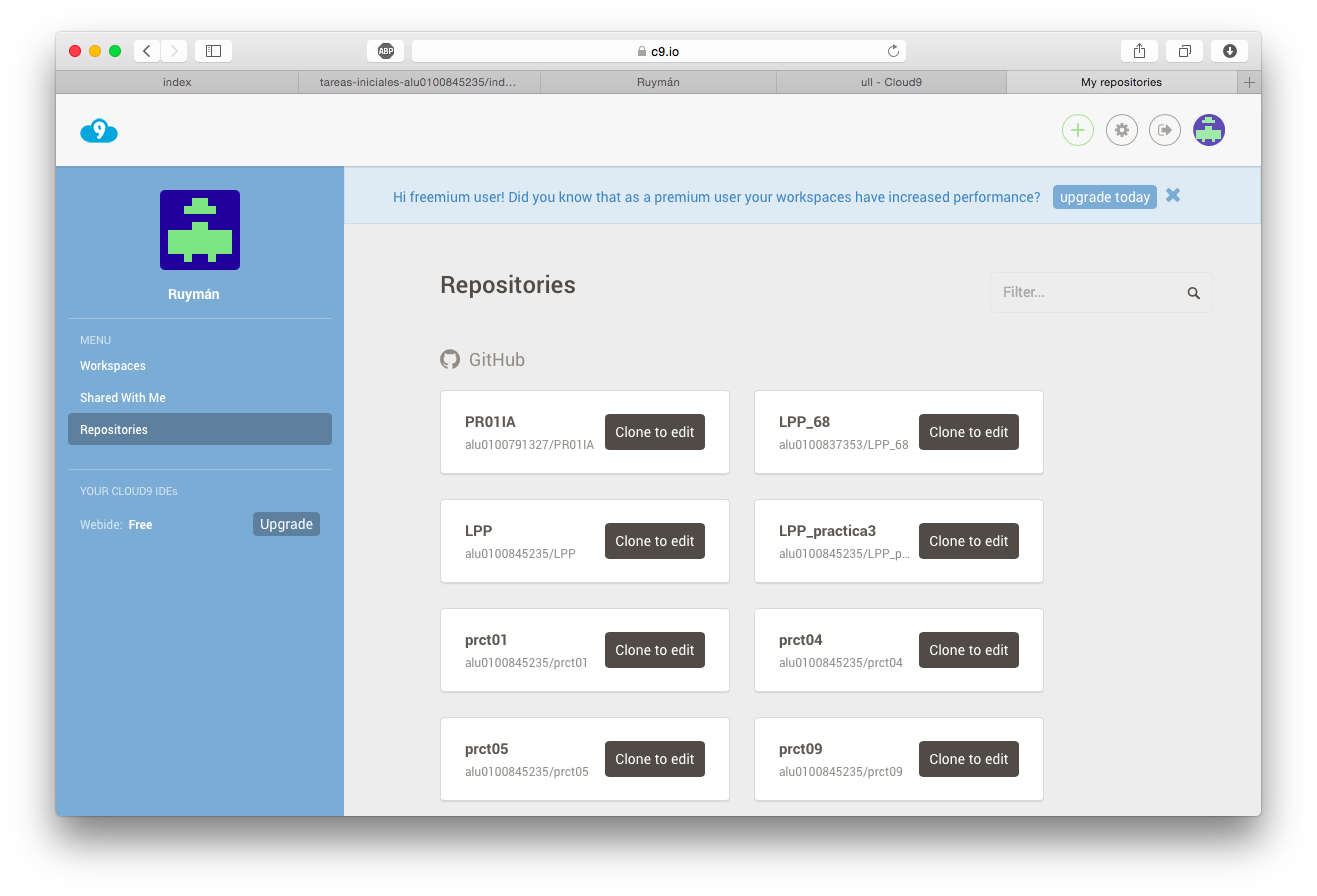 ABP
c9.io
index
tareas-iniciales-alu0100845235/ind…
Ruymán
ull - Cloud9
My repositories
9
Hi freemium user! Did you know that as a premium user your workspaces have increased performance?
upgrade today
Ruymán
MENU
Workspaces
Shared With Me
Repositories
YOUR CLOUD9 IDEs
Webide: Free
Upgrade
Repositories
Filter...
GitHub
PR01IA
alu0100791327/PR01IA
Clone to edit
LPP_68
alu0100837353/LPP_68
Clone to edit
LPP
alu0100845235/LPP
Clone to edit
LPP_practica3
alu0100845235/LPP_p...
Clone to edit
prct01
alu0100845235/prct01
Clone to edit
prct04
alu0100845235/prct04
Clone to edit
prct05
alu0100845235/prct05
Clone to edit
prct09
alu0100845235/prct09
Clone to edit